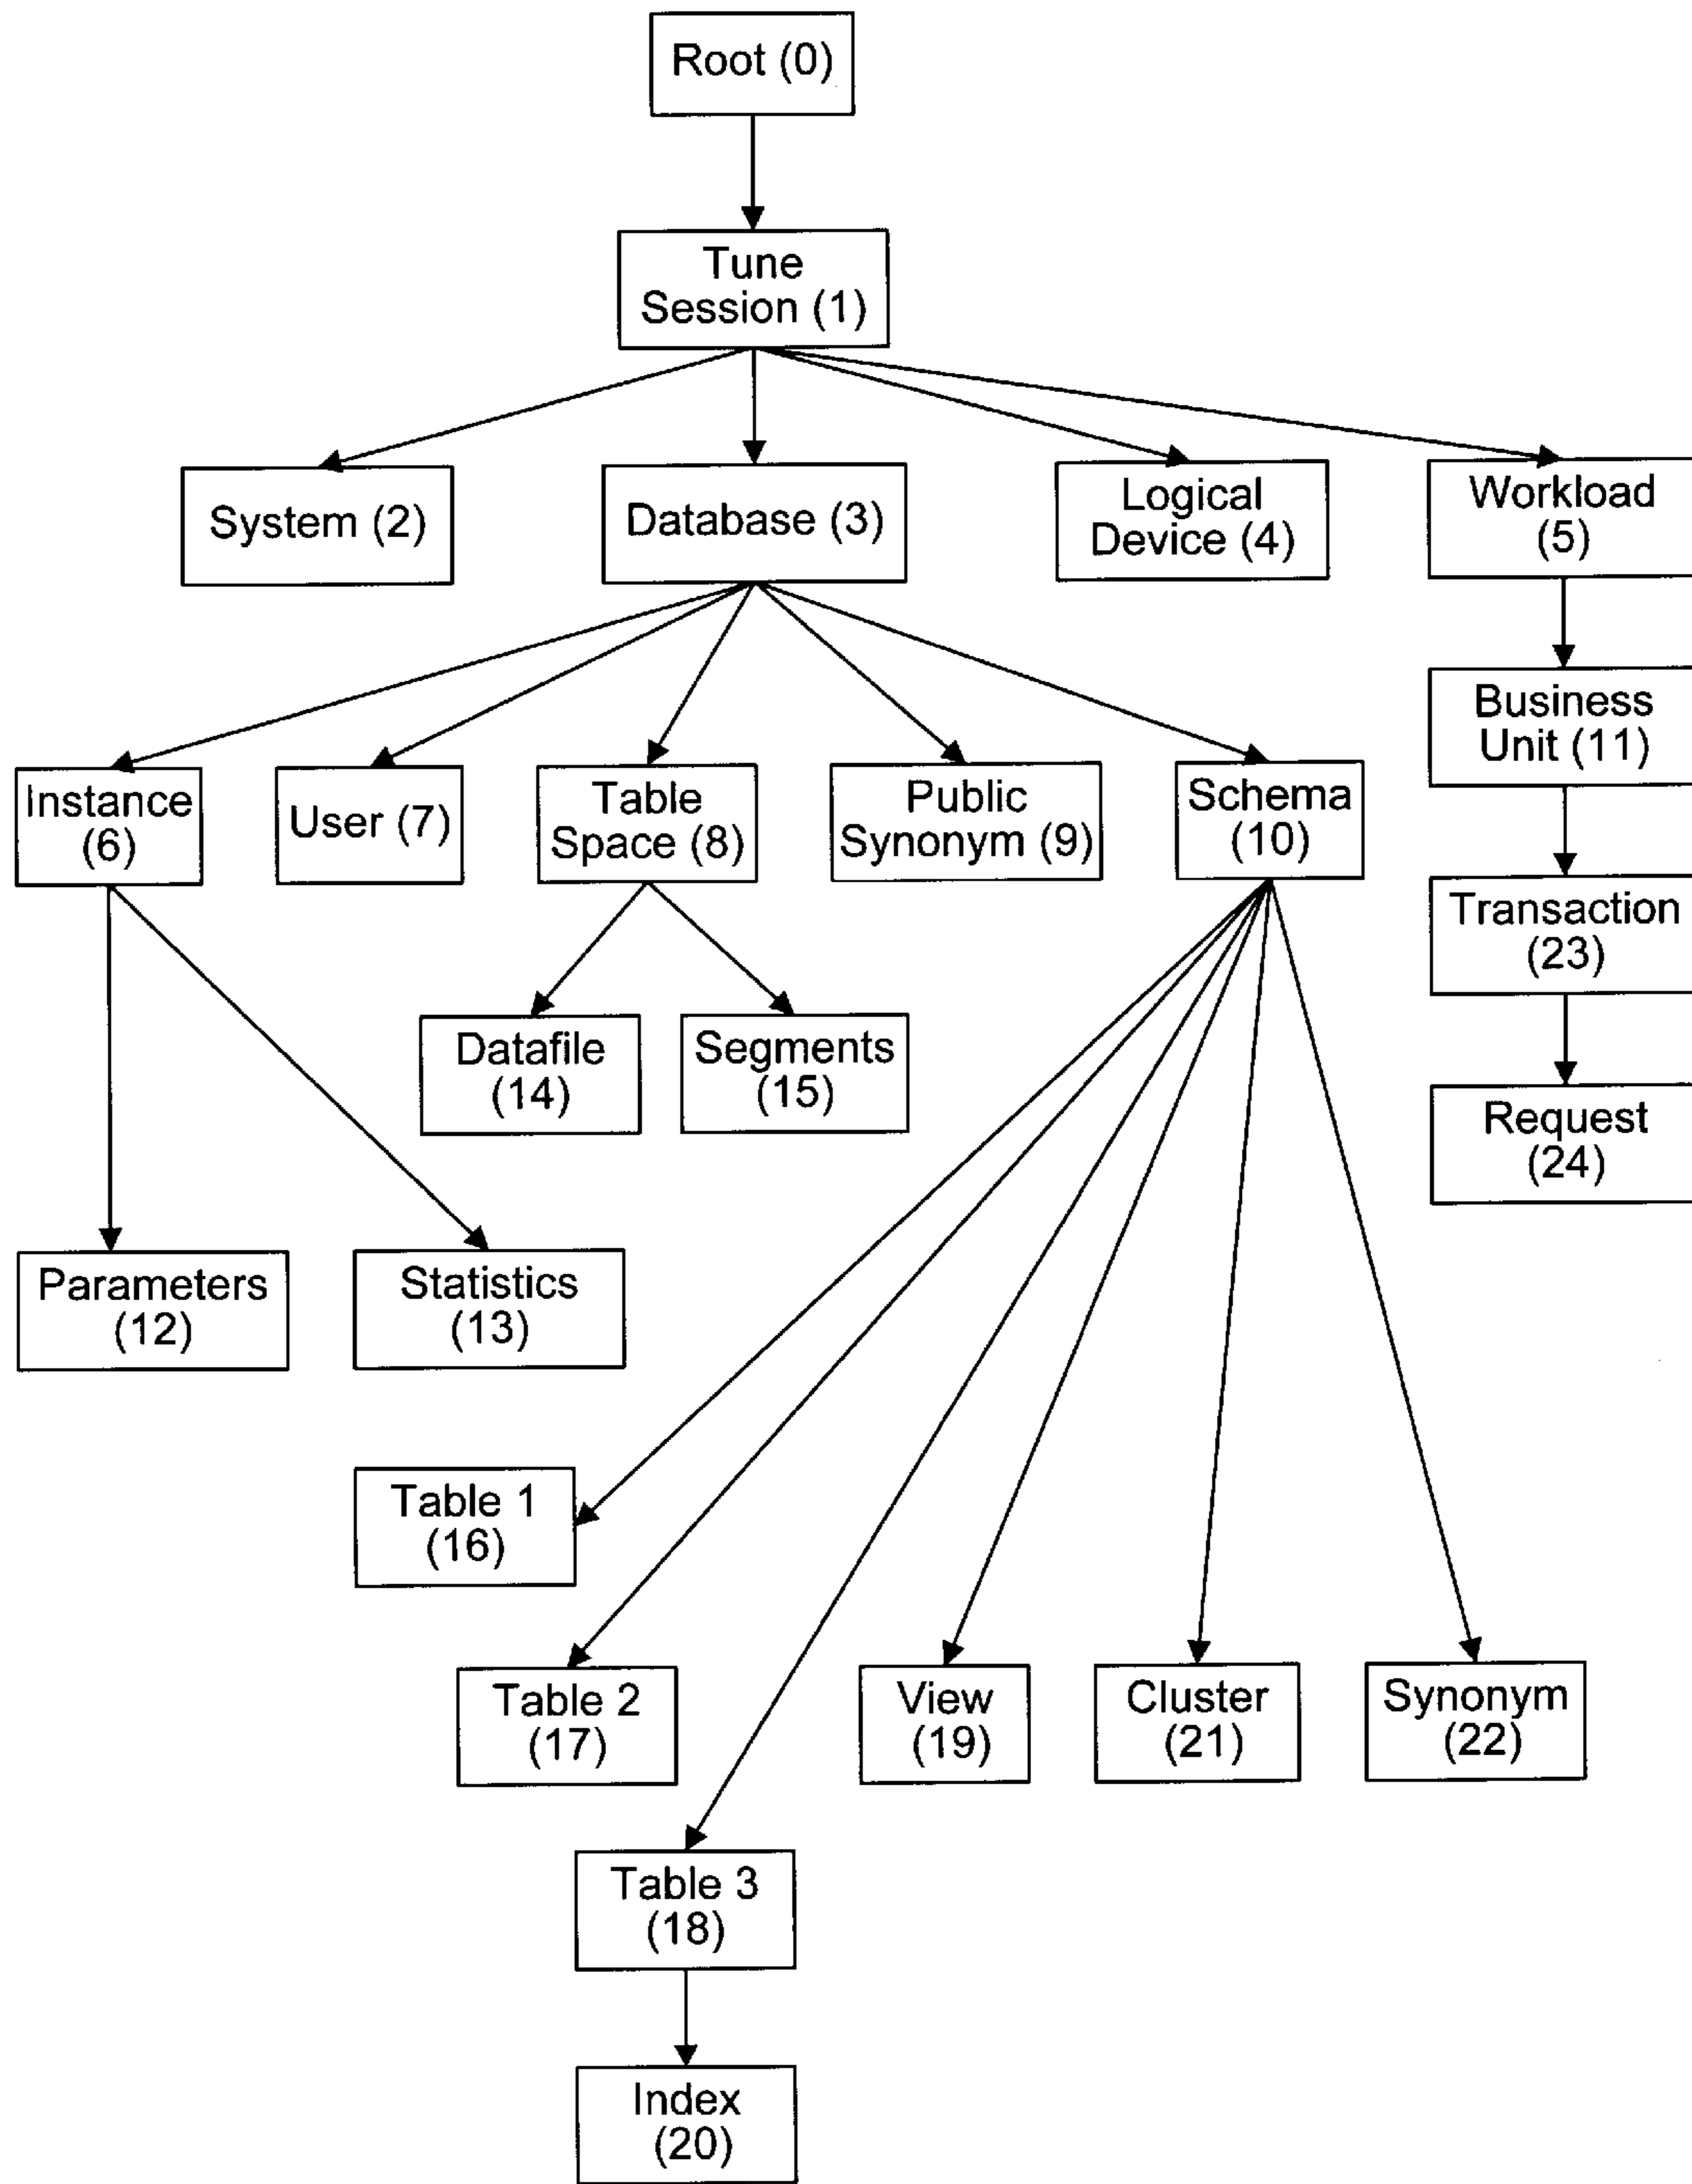 Root (0)
Tune
Session (1)
System (2)
Database (3)
Logical
Device (4)
Workload
(5)
Business
Unit (11)
Instance
(6)
User (7)
Table
Space (8)
Public
Synonym (9)
Schema
(10)
Transaction
(23)
Datafile
(14)
Segments
(15)
Request
(24)
Parameters
(12)
Statistics
(13)
Table 1
(16)
Table 2
(17)
View
(19)
Cluster
(21)
Synonym
(22)
Table 3
(18)
Index
(20)